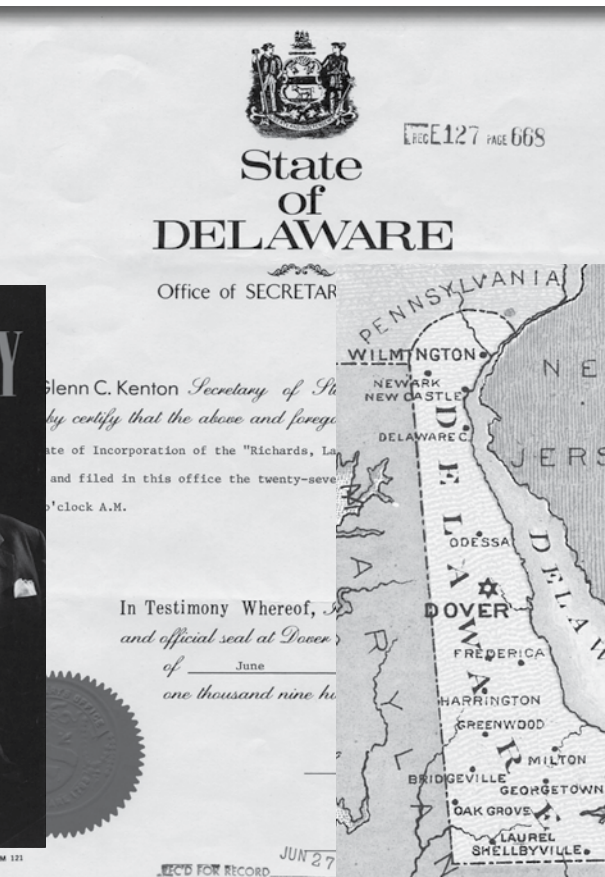 REC E127 PAGE 668
State
of
DELAWARE
Office of SECRETAR
Y
Glenn C. Kenton Secretary of St
by certify that the above and forego
ate of Incorporation of the "Richards, La
and filed in this office the twenty-seve
o'clock A.M.
In Testimony Whereof,
and official seal at Dover
of June
one thousand nine hu
M 121
REC'D FOR RECORD JUN 27
PENNSYLVANIA
WILMINGTON
NEWARK
NEW CASTLE
DELAWARE C.
NE
JERS
ODESSA
DELAWARE
DELAW
DOVER
RYLAN
FREDERICA
HARRINGTON
GREENWOOD
MILTON
BRIDGEVILLE
GEORGETOWN
OAK GROVE
LAUREL
SHELLBYVILLE